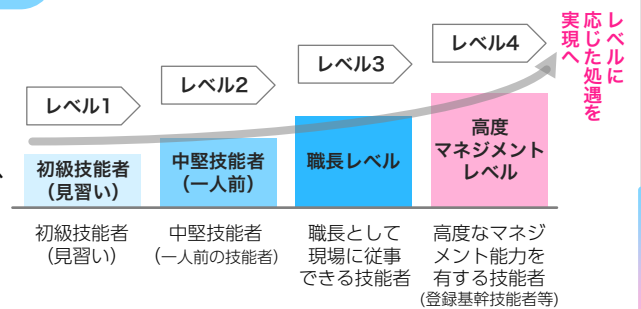 レベル1
レベル2
レベル3
レベル4
レベルに
応じた処遇を
実現へ
初級技能者
(見習い)
中堅技能者
(一人前)
職長レベル
高度
マネジメント
レベル
初級技能者
(見習い)
中堅技能者
(一人前の技能者)
職長として
現場に従事
できる技能者
高度なマネジ
メント能力を
有する技能者
(登録基幹技能者等)